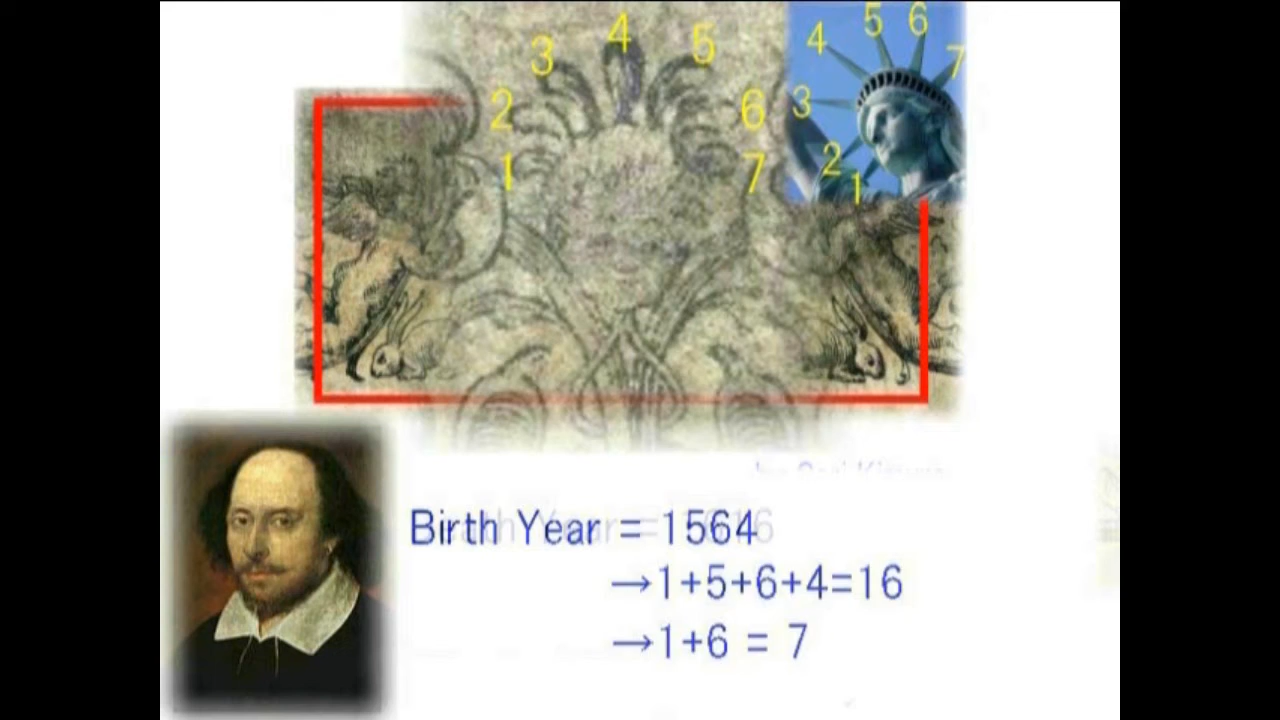 4
3 5
2 6
1 7
4 5 6
3 7
2
1
Birth Year = 1564
→1+5+6+4=16
→1+6 = 7